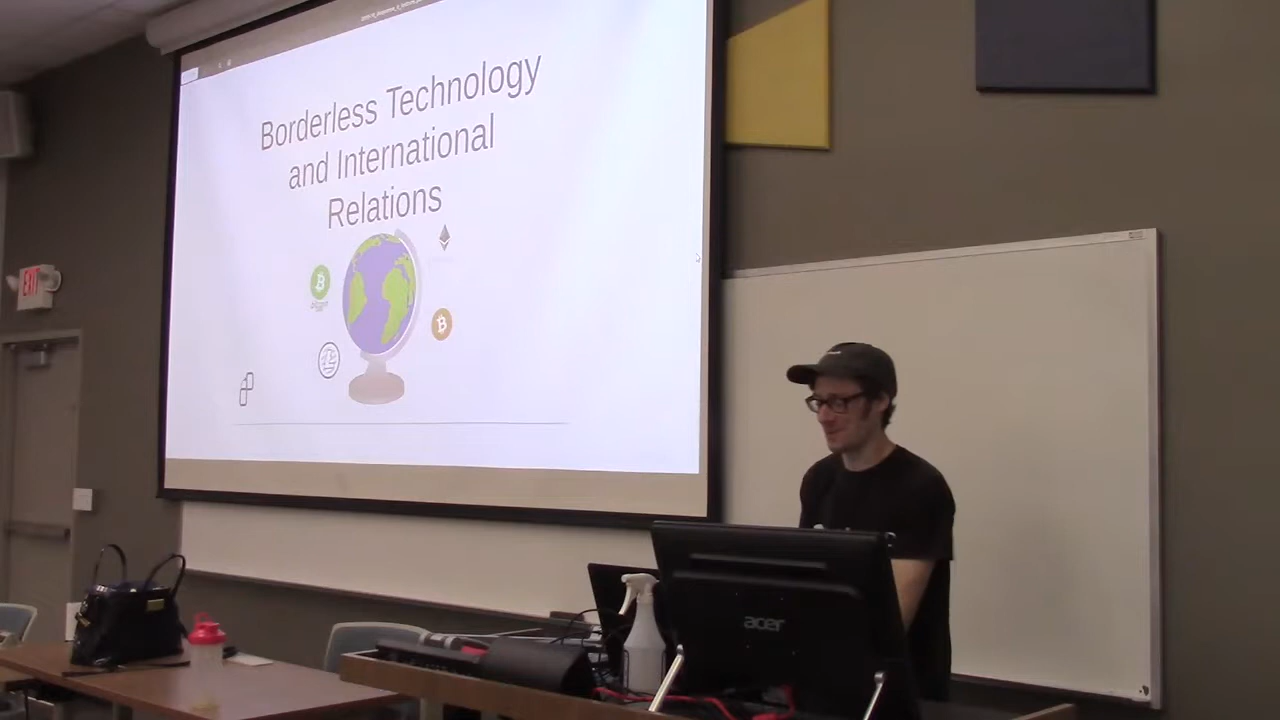 Borderless Technology
and International
Relations
EXIT
acer